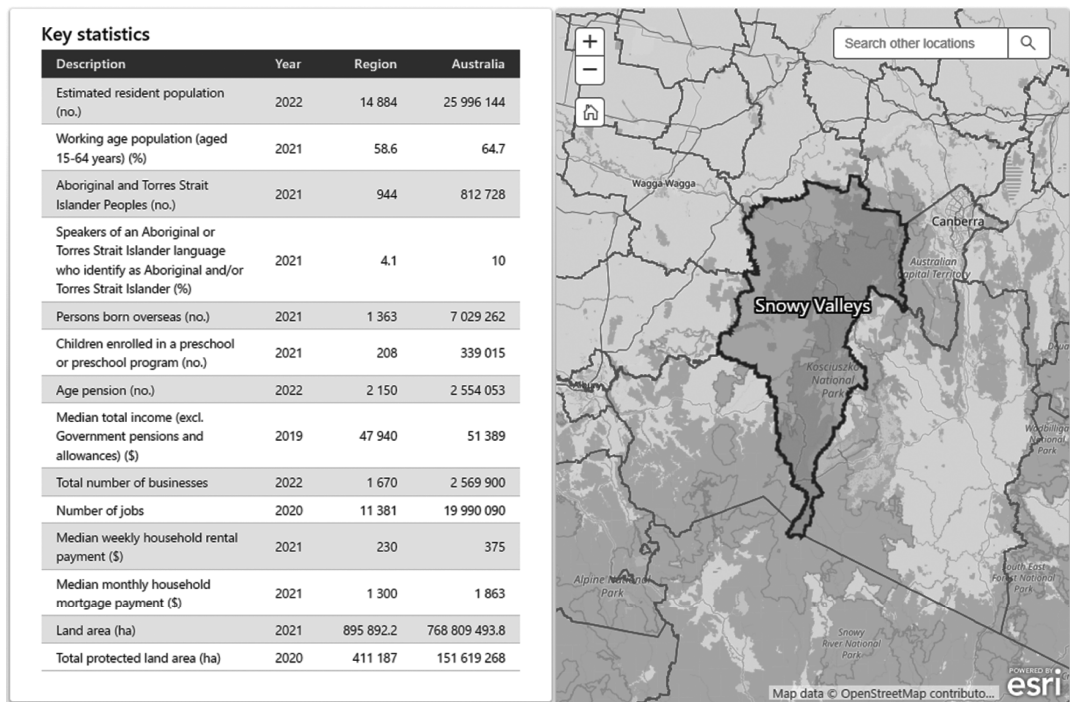 Key statistics
Description Year Region Australia
Estimated resident population
(no.) 2022 14 884 25 996 144
Working age population (aged
15-64 years) (%) 2021 58.6 64.7
Aboriginal and Torres Strait
Islander Peoples (no.) 2021 944 812 728
Speakers of an Aboriginal or
Torres Strait Islander language
who identify as Aboriginal and/or
Torres Strait Islander (%) 2021 4.1 10
Persons born overseas (no.) 2021 1 363 7 029 262
Children enrolled in a preschool
or preschool program (no.) 2021 208 339 015
Age pension (no.) 2022 2 150 2 554 053
Median total income (excl.
Government pensions and
allowances) ($) 2019 47 940 51 389
Total number of businesses 2022 1 670 2 569 900
Number of jobs 2020 11 381 19 990 090
Median weekly household rental
payment ($) 2021 230 375
Median monthly household
mortgage payment ($) 2021 1 300 1 863
Land area (ha) 2021 895 892.2 768 809 493.8
Total protected land area (ha) 2020 411 187 151 619 268
+
−
Search other locations
Wagga Wagga
Canberra
Australian
Capital Territory
Snowy Valleys
Kosciuszko
National
Park
Wadbilliga
National
Park
Alpine National
Park
South East
Forest National
Park
Snowy
River National
Park
POWERED BY
esri
Map data © OpenStreetMap contributo...